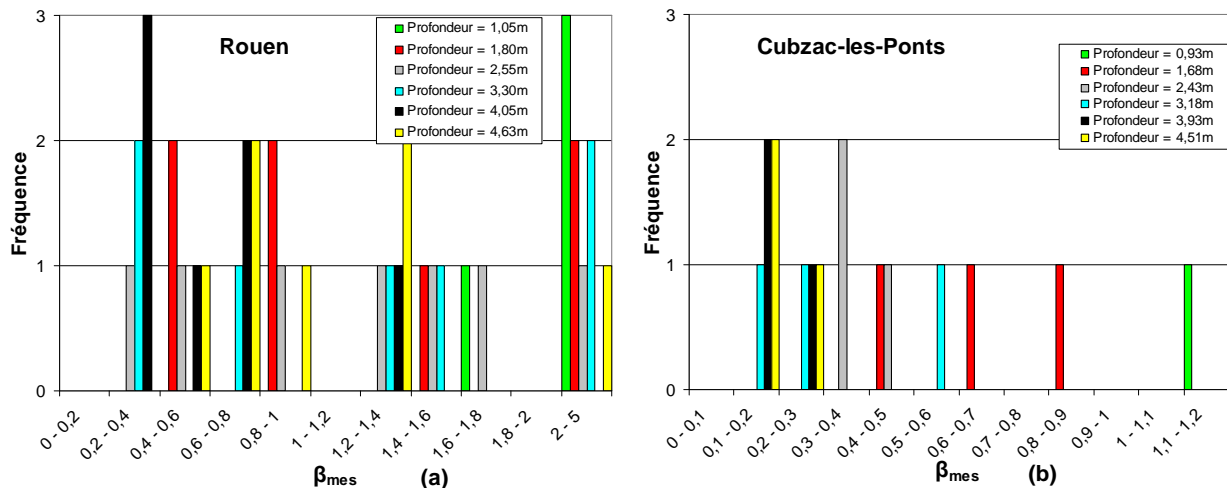 3
2
1
0
Fréquence
Rouen
Profondeur = 1,05m
Profondeur = 1,80m
Profondeur = 2,55m
Profondeur = 3,30m
Profondeur = 4,05m
Profondeur = 4,63m
0 - 0,2
0,2 - 0,4
0,4 - 0,6
0,6 - 0,8
0,8 - 1
1 - 1,2
1,2 - 1,4
1,4 - 1,6
1,6 - 1,8
1,8 - 2
2 - 5
βmes
(a)
3
2
1
0
Fréquence
Cubzac-les-Ponts
Profondeur = 0,93m
Profondeur = 1,68m
Profondeur = 2,43m
Profondeur = 3,18m
Profondeur = 3,93m
Profondeur = 4,51m
0 - 0,1
0,1 - 0,2
0,2 - 0,3
0,3 - 0,4
0,4 - 0,5
0,5 - 0,6
0,6 - 0,7
0,7 - 0,8
0,8 - 0,9
0,9 - 1
1 - 1,1
1,1 - 1,2
βmes
(b)